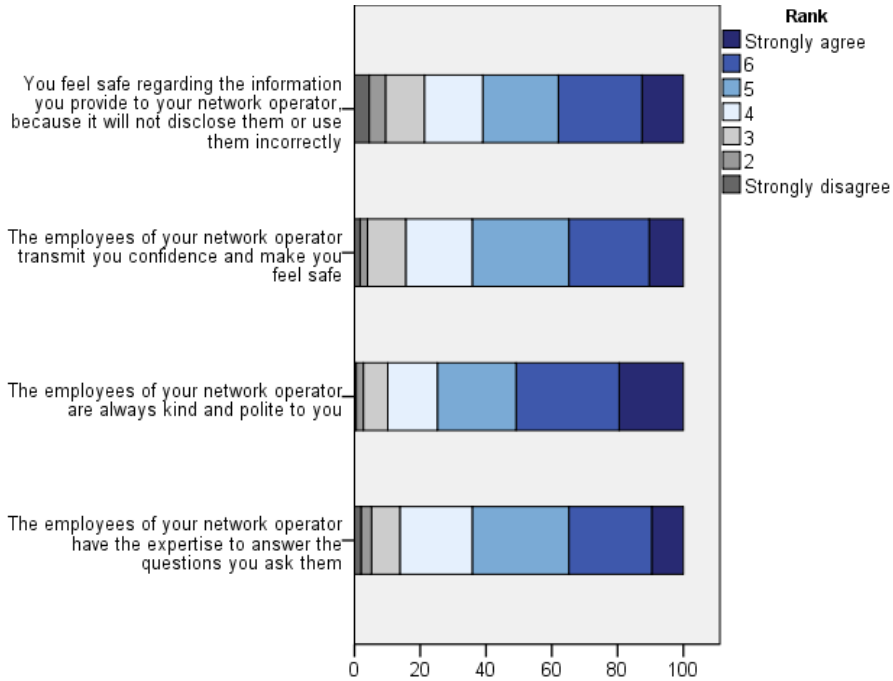 Rank
Strongly agree
6
5
4
3
2
Strongly disagree
You feel safe regarding the information
you provide to your network operator,
because it will not disclose them or use
them incorrectly
The employees of your network operator
transmit you confidence and make you
feel safe
The employees of your network operator
are always kind and polite to you
The employees of your network operator
have the expertise to answer the
questions you ask them
0 20 40 60 80 100